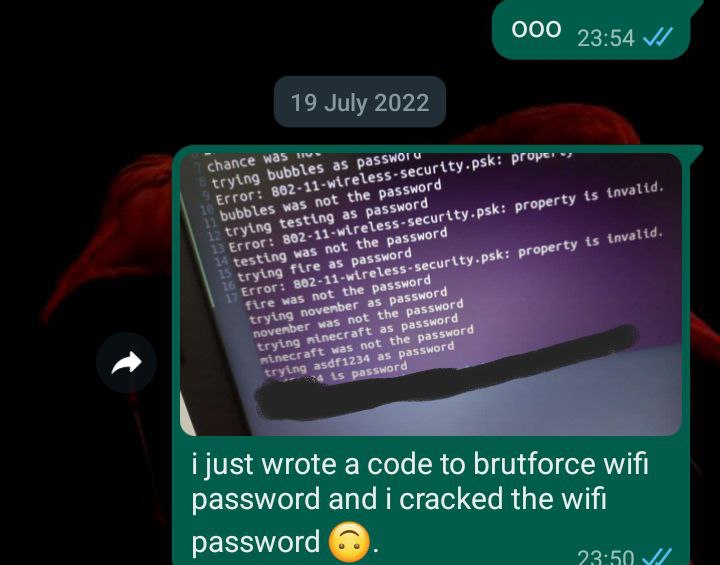 ooo 23:54
19 July 2022
chance was not
8 trying bubbles as password
9 Error: 802-11-wireless-security.psk: property
10 bubbles was not the password
11 trying testing as password
12 Error: 802-11-wireless-security.psk: property is invalid.
13 testing was not the password
14 trying fire as password
15 Error: 802-11-wireless-security.psk: property is invalid.
16 fire was not the password
17 trying november as password
november was not the password
trying minecraft as password
minecraft was not the password
trying asdf1234 as password
is password
i just wrote a code to brutforce wifi
password and i cracked the wifi
password 🙃.
23:50